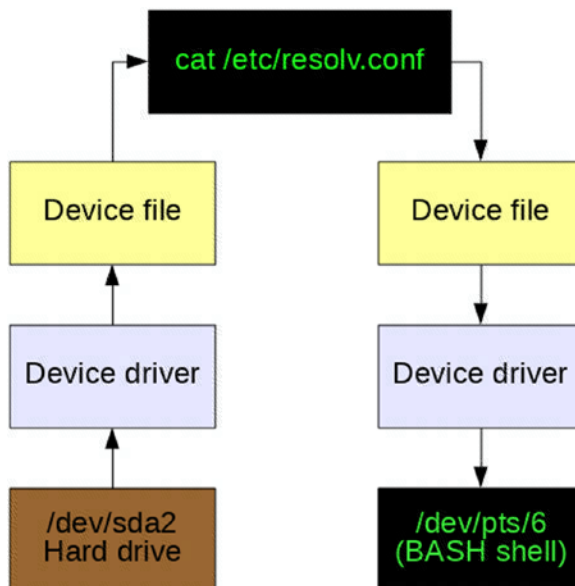 cat /etc/resolv.conf
Device file
Device file
Device driver
Device driver
/dev/sda2
Hard drive
/dev/pts/6
(BASH shell)